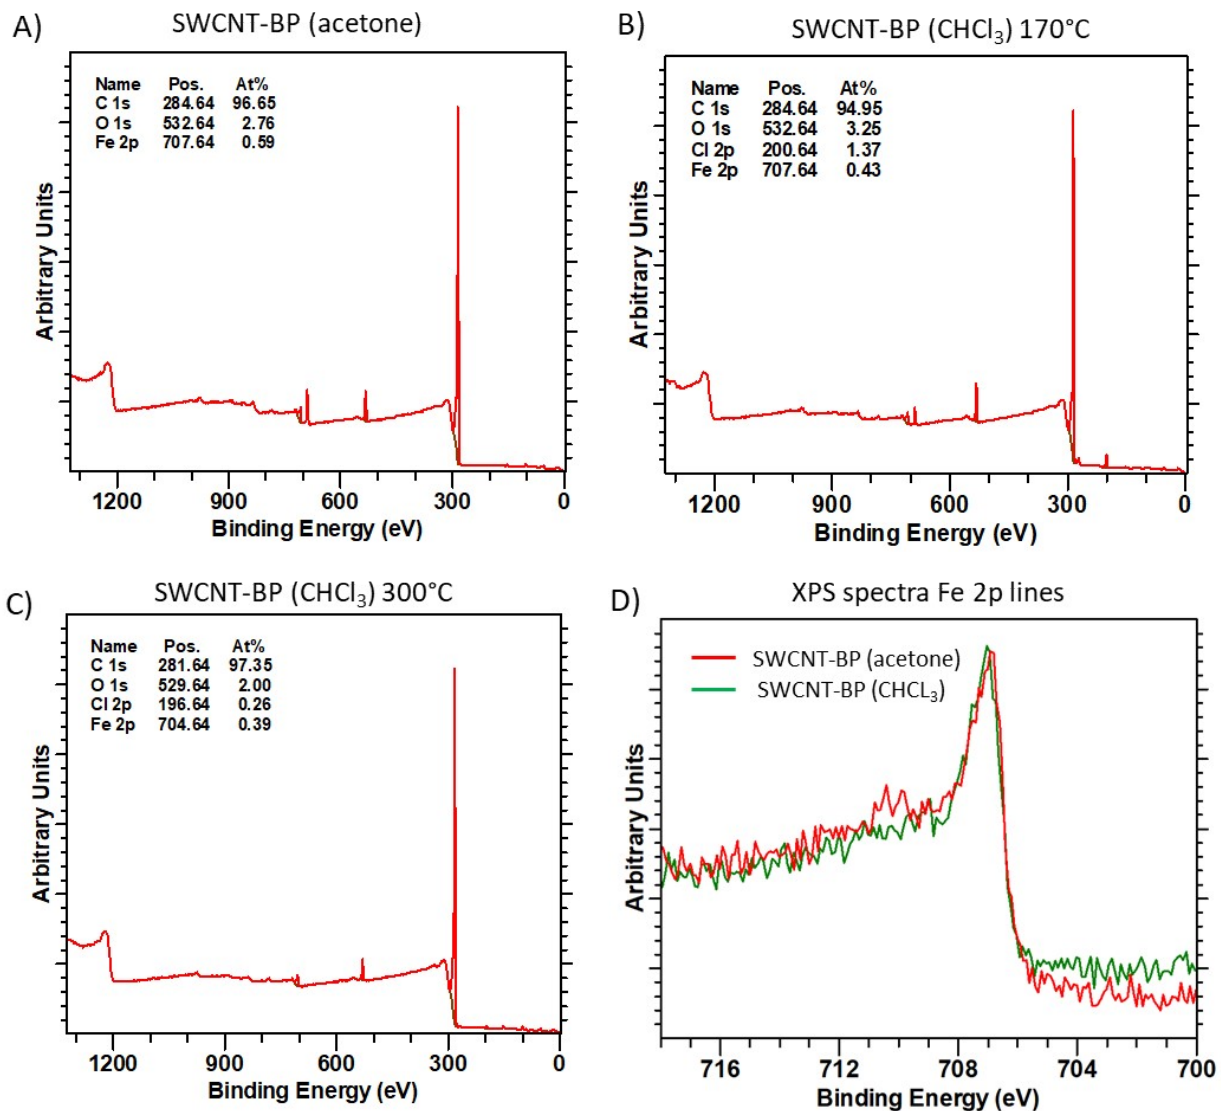 A)
SWCNT-BP (acetone)
Name Pos. At%
C 1s 284.64 96.65
O 1s 532.64 2.76
Fe 2p 707.64 0.59
Arbitrary Units
1200 900 600 300 0
Binding Energy (eV)
B)
SWCNT-BP (CHCl₃) 170°C
Name Pos. At%
C 1s 284.64 94.95
O 1s 532.64 3.25
Cl 2p 200.64 1.37
Fe 2p 707.64 0.43
Arbitrary Units
1200 900 600 300 0
Binding Energy (eV)
C)
SWCNT-BP (CHCl₃) 300°C
Name Pos. At%
C 1s 281.64 97.35
O 1s 529.64 2.00
Cl 2p 196.64 0.26
Fe 2p 704.64 0.39
Arbitrary Units
1200 900 600 300 0
Binding Energy (eV)
D)
XPS spectra Fe 2p lines
SWCNT-BP (acetone)
SWCNT-BP (CHCL₃)
Arbitrary Units
716 712 708 704 700
Binding Energy (eV)